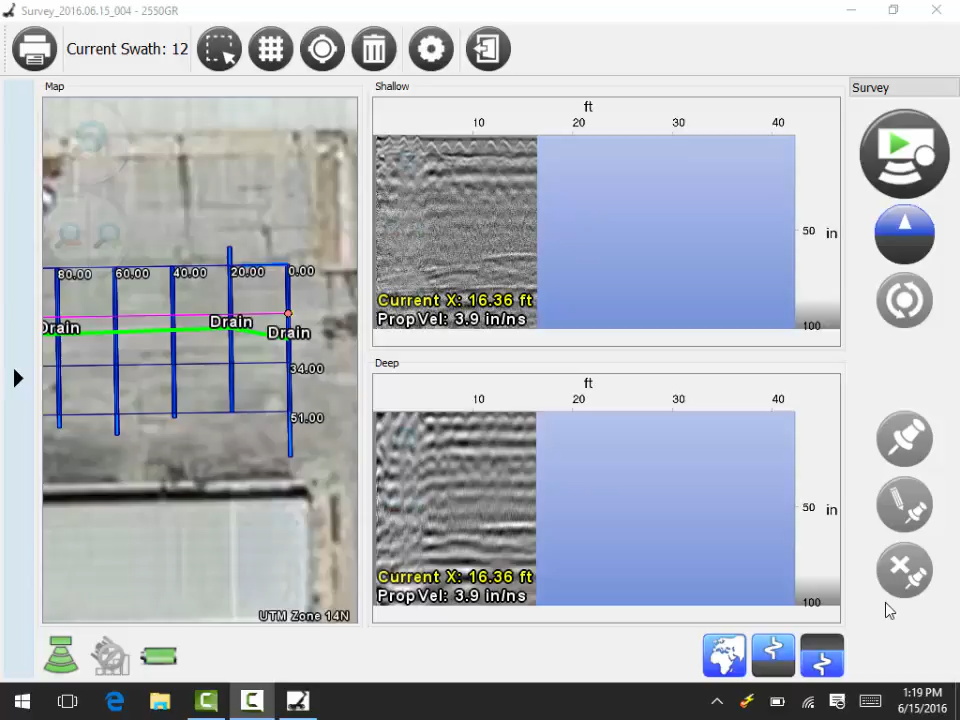 Survey_2016.06.15_004 - 2550GR
Current Swath: 12
Map
80.00 60.00 40.00 20.00 0.00
Drain Drain Drain
34.00
51.00
UTM Zone 14N
Shallow
ft
10 20 30 40
50 in
100
Current X: 16.36 ft
Prop Vel: 3.9 in/ns
Deep
ft
10 20 30 40
50 in
100
Current X: 16.36 ft
Prop Vel: 3.9 in/ns
Survey
1:19 PM
6/15/2016